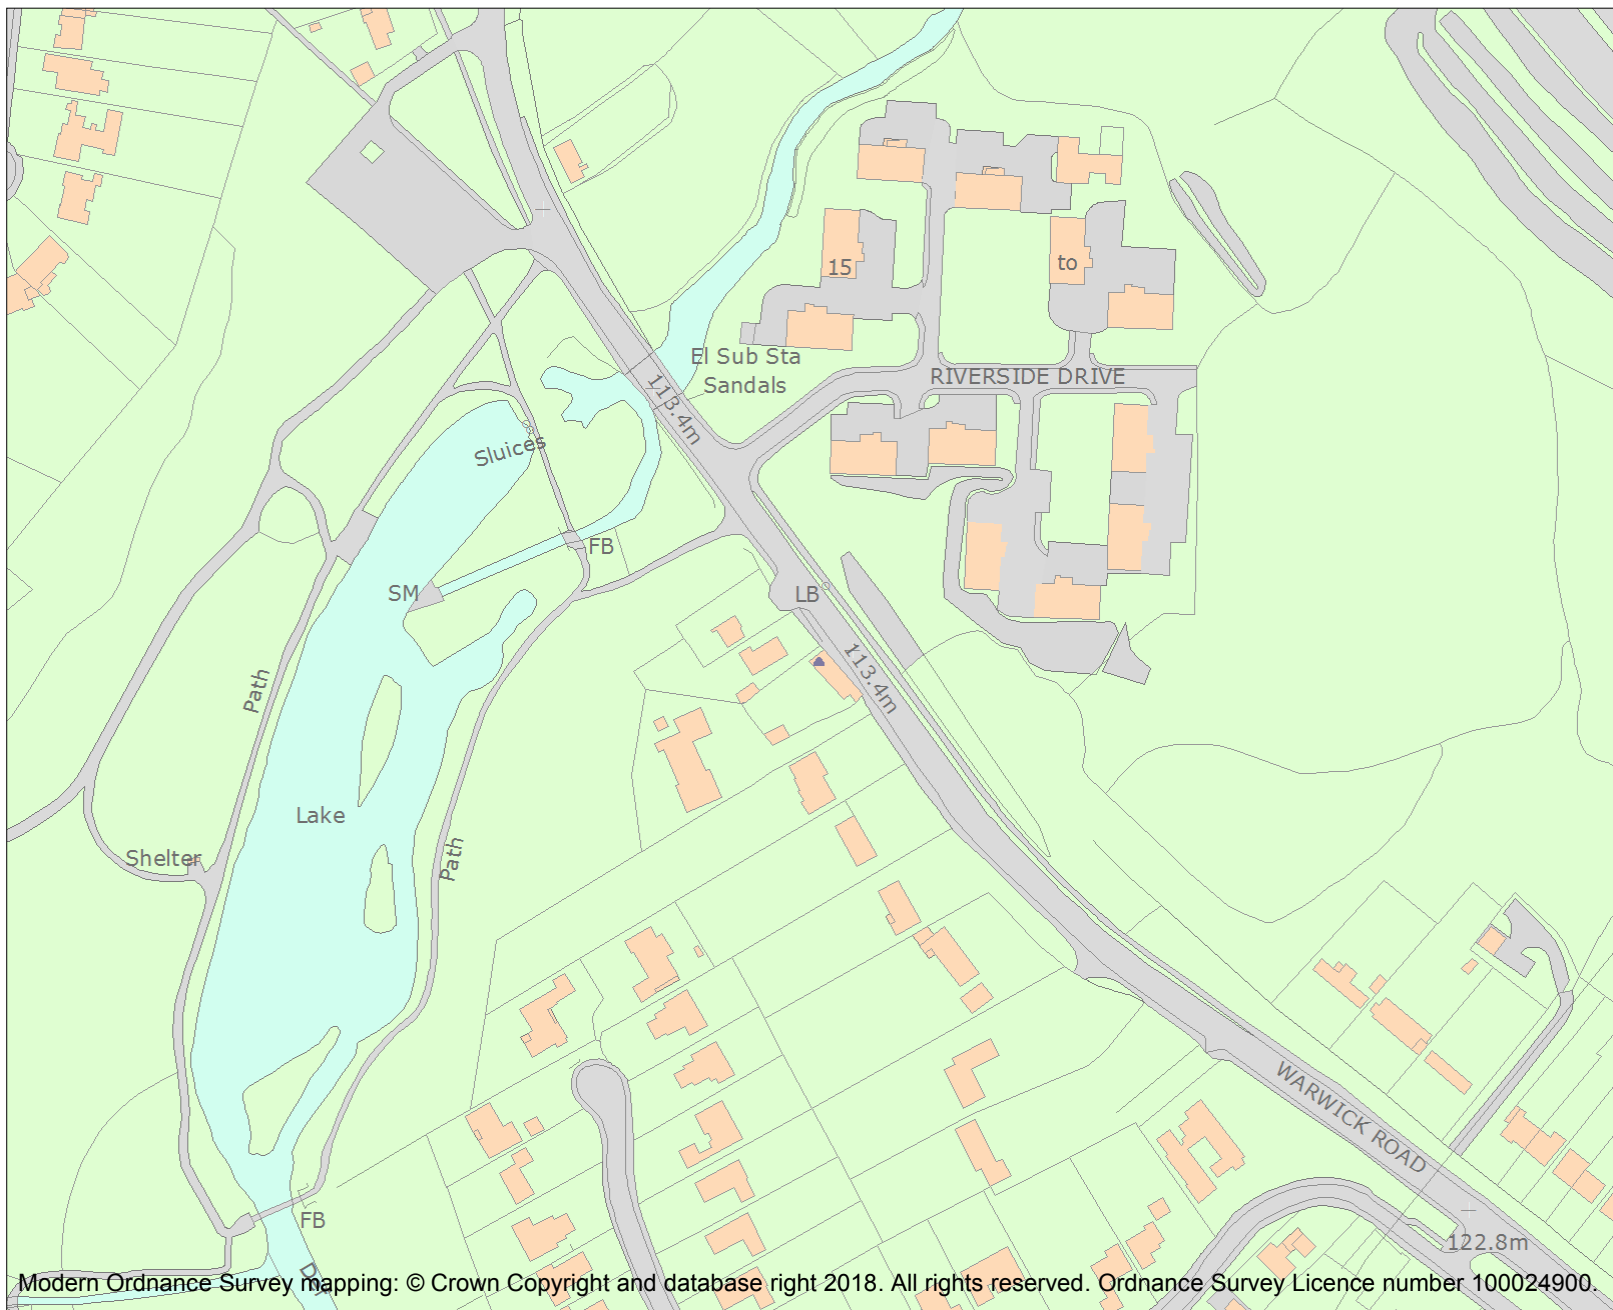 15
to
El Sub Sta
Sandals
RIVERSIDE DRIVE
113.4m
Sluices
FB
SM
LB
113.4m
Path
Lake
Path
Shelter
WARWICK ROAD
FB
122.8m
Modern Ordnance Survey mapping: © Crown Copyright and database right 2018. All rights reserved. Ordnance Survey Licence number 100024900.